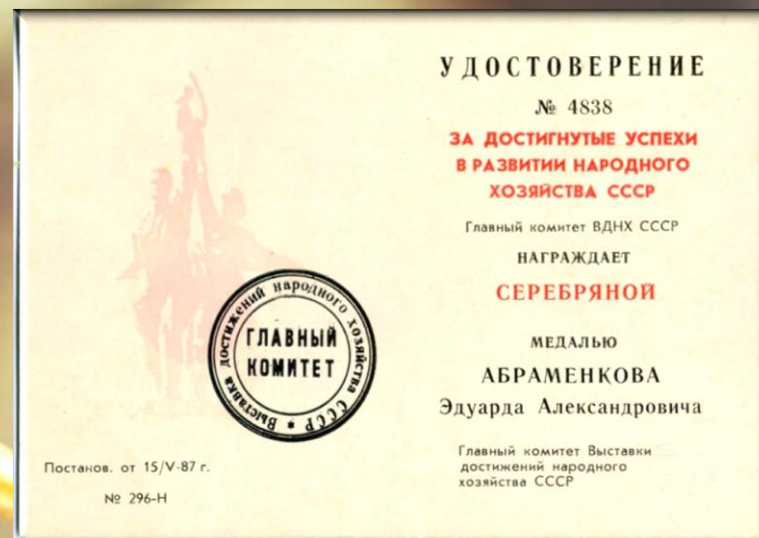 Выставка достижений народного хозяйства СССР *
ГЛАВНЫЙ
КОМИТЕТ
Постанов. от 15/V-87 г.
№ 296-Н
УДОСТОВЕРЕНИЕ
№ 4838
ЗА ДОСТИГНУТЫЕ УСПЕХИ
В РАЗВИТИИ НАРОДНОГО
ХОЗЯЙСТВА СССР
Главный комитет ВДНХ СССР
НАГРАЖДАЕТ
СЕРЕБРЯНОЙ
МЕДАЛЬЮ
АБРАМЕНКОВА
Эдуарда Александровича
Главный комитет Выставки
достижений народного
хозяйства СССР